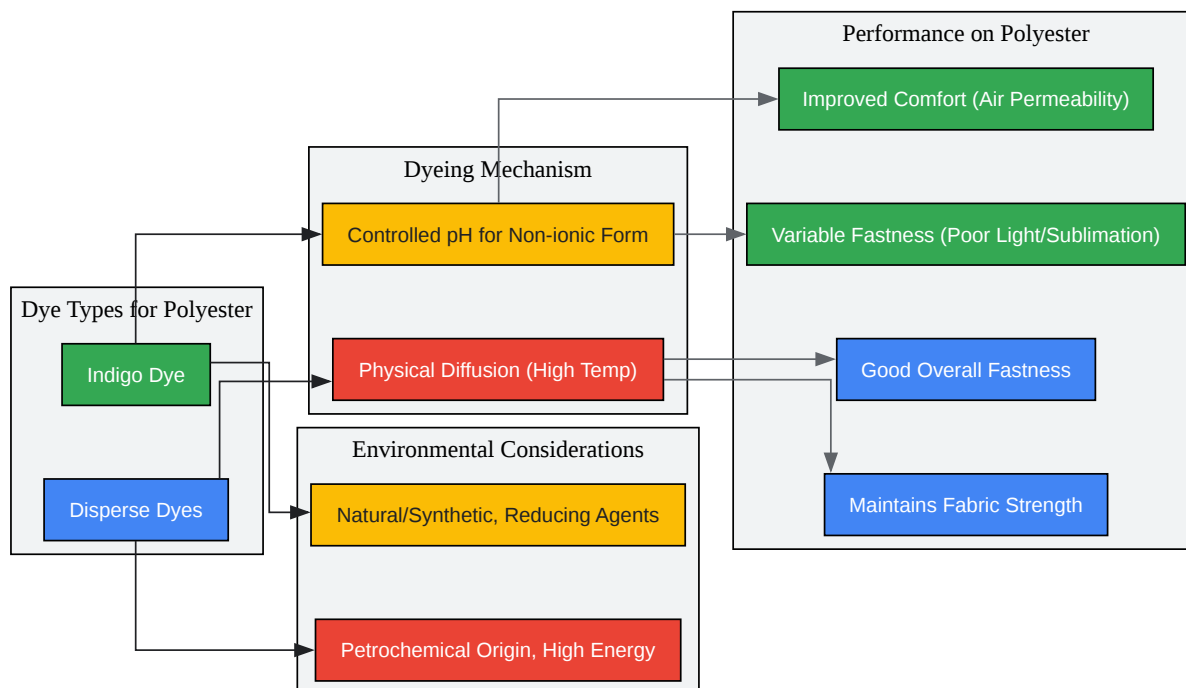 Dye Types for Polyester
Indigo Dye
Disperse Dyes
Dyeing Mechanism
Controlled pH for Non-ionic Form
Physical Diffusion (High Temp)
Environmental Considerations
Natural/Synthetic, Reducing Agents
Petrochemical Origin, High Energy
Performance on Polyester
Improved Comfort (Air Permeability)
Variable Fastness (Poor Light/Sublimation)
Good Overall Fastness
Maintains Fabric Strength